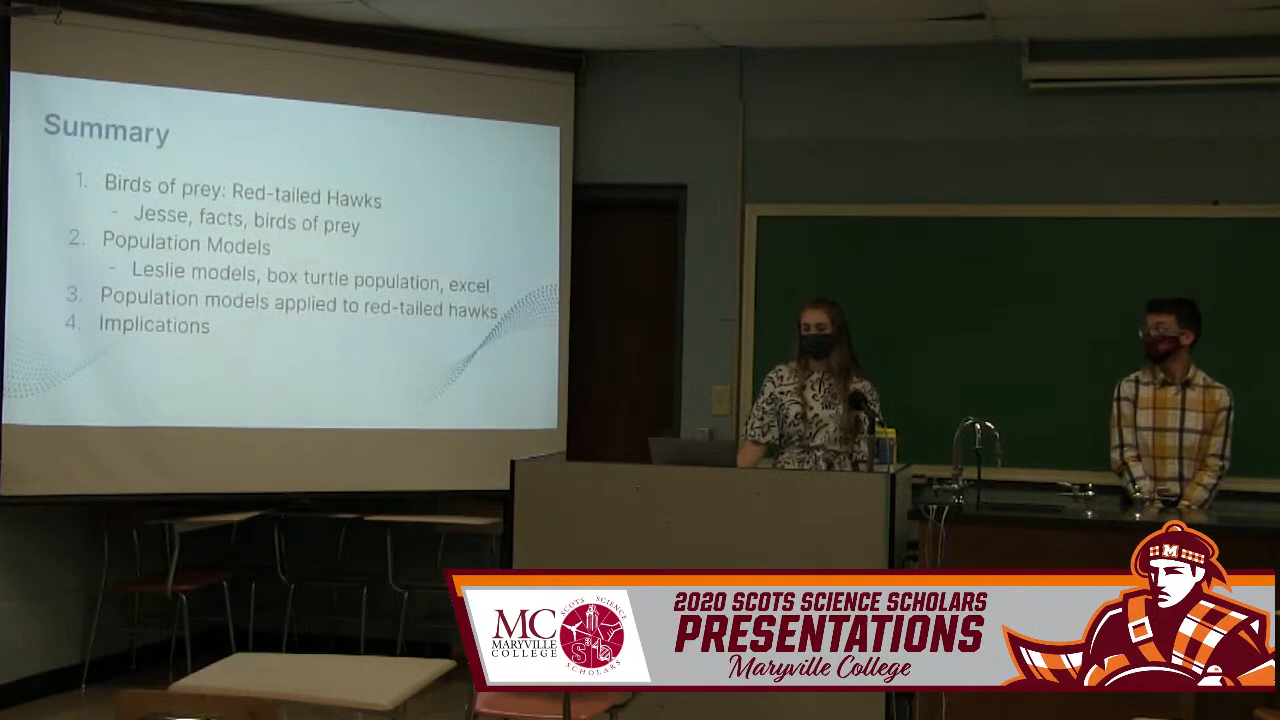 Summary
1. Birds of prey: Red-tailed Hawks
- Jesse, facts, birds of prey
2. Population Models
- Leslie models, box turtle population, excel
3. Population models applied to red-tailed hawks
4. Implications
MC
MARYVILLE
COLLEGE
SCOTS SCIENCE
SCHOLARS
2020 SCOTS SCIENCE SCHOLARS
PRESENTATIONS
Maryville College
M